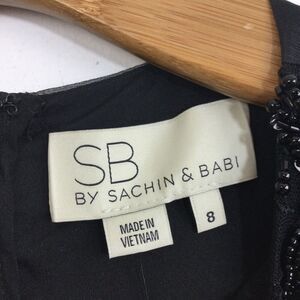 SB
BY SACHIN & BABI
MADE IN
VIETNAM
8